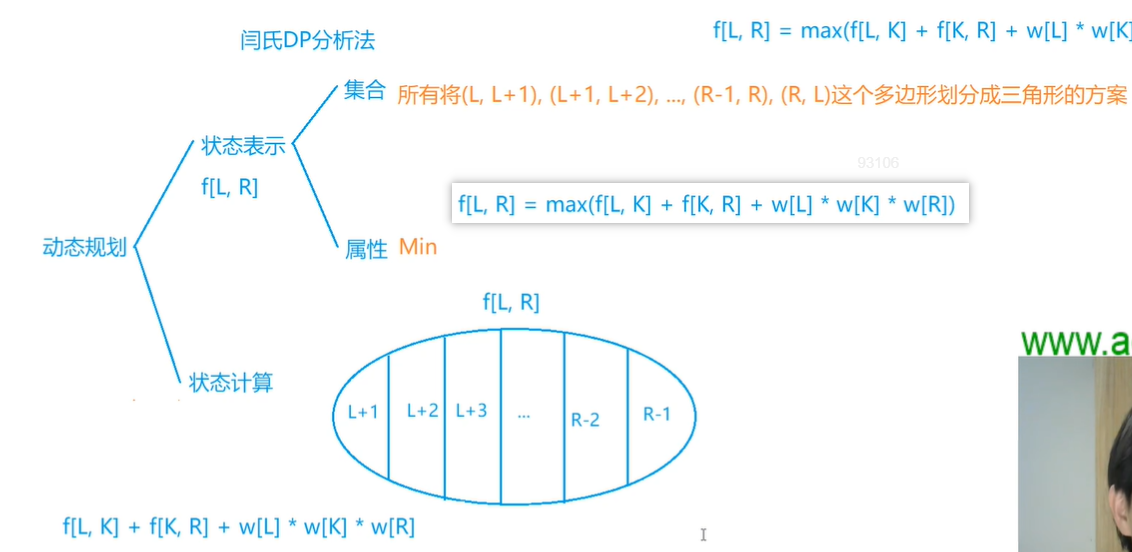 闫氏DP分析法
f[L, R] = max(f[L, K] + f[K, R] + w[L] * w[K]
集合
所有将(L, L+1), (L+1, L+2), ..., (R-1, R), (R, L)这个多边形划分成三角形的方案
状态表示
f[L, R]
93106
f[L, R] = max(f[L, K] + f[K, R] + w[L] * w[K] * w[R])
动态规划
属性 Min
f[L, R]
状态计算
L+1 L+2 L+3 ... R-2 R-1
www.a
f[L, K] + f[K, R] + w[L] * w[K] * w[R]